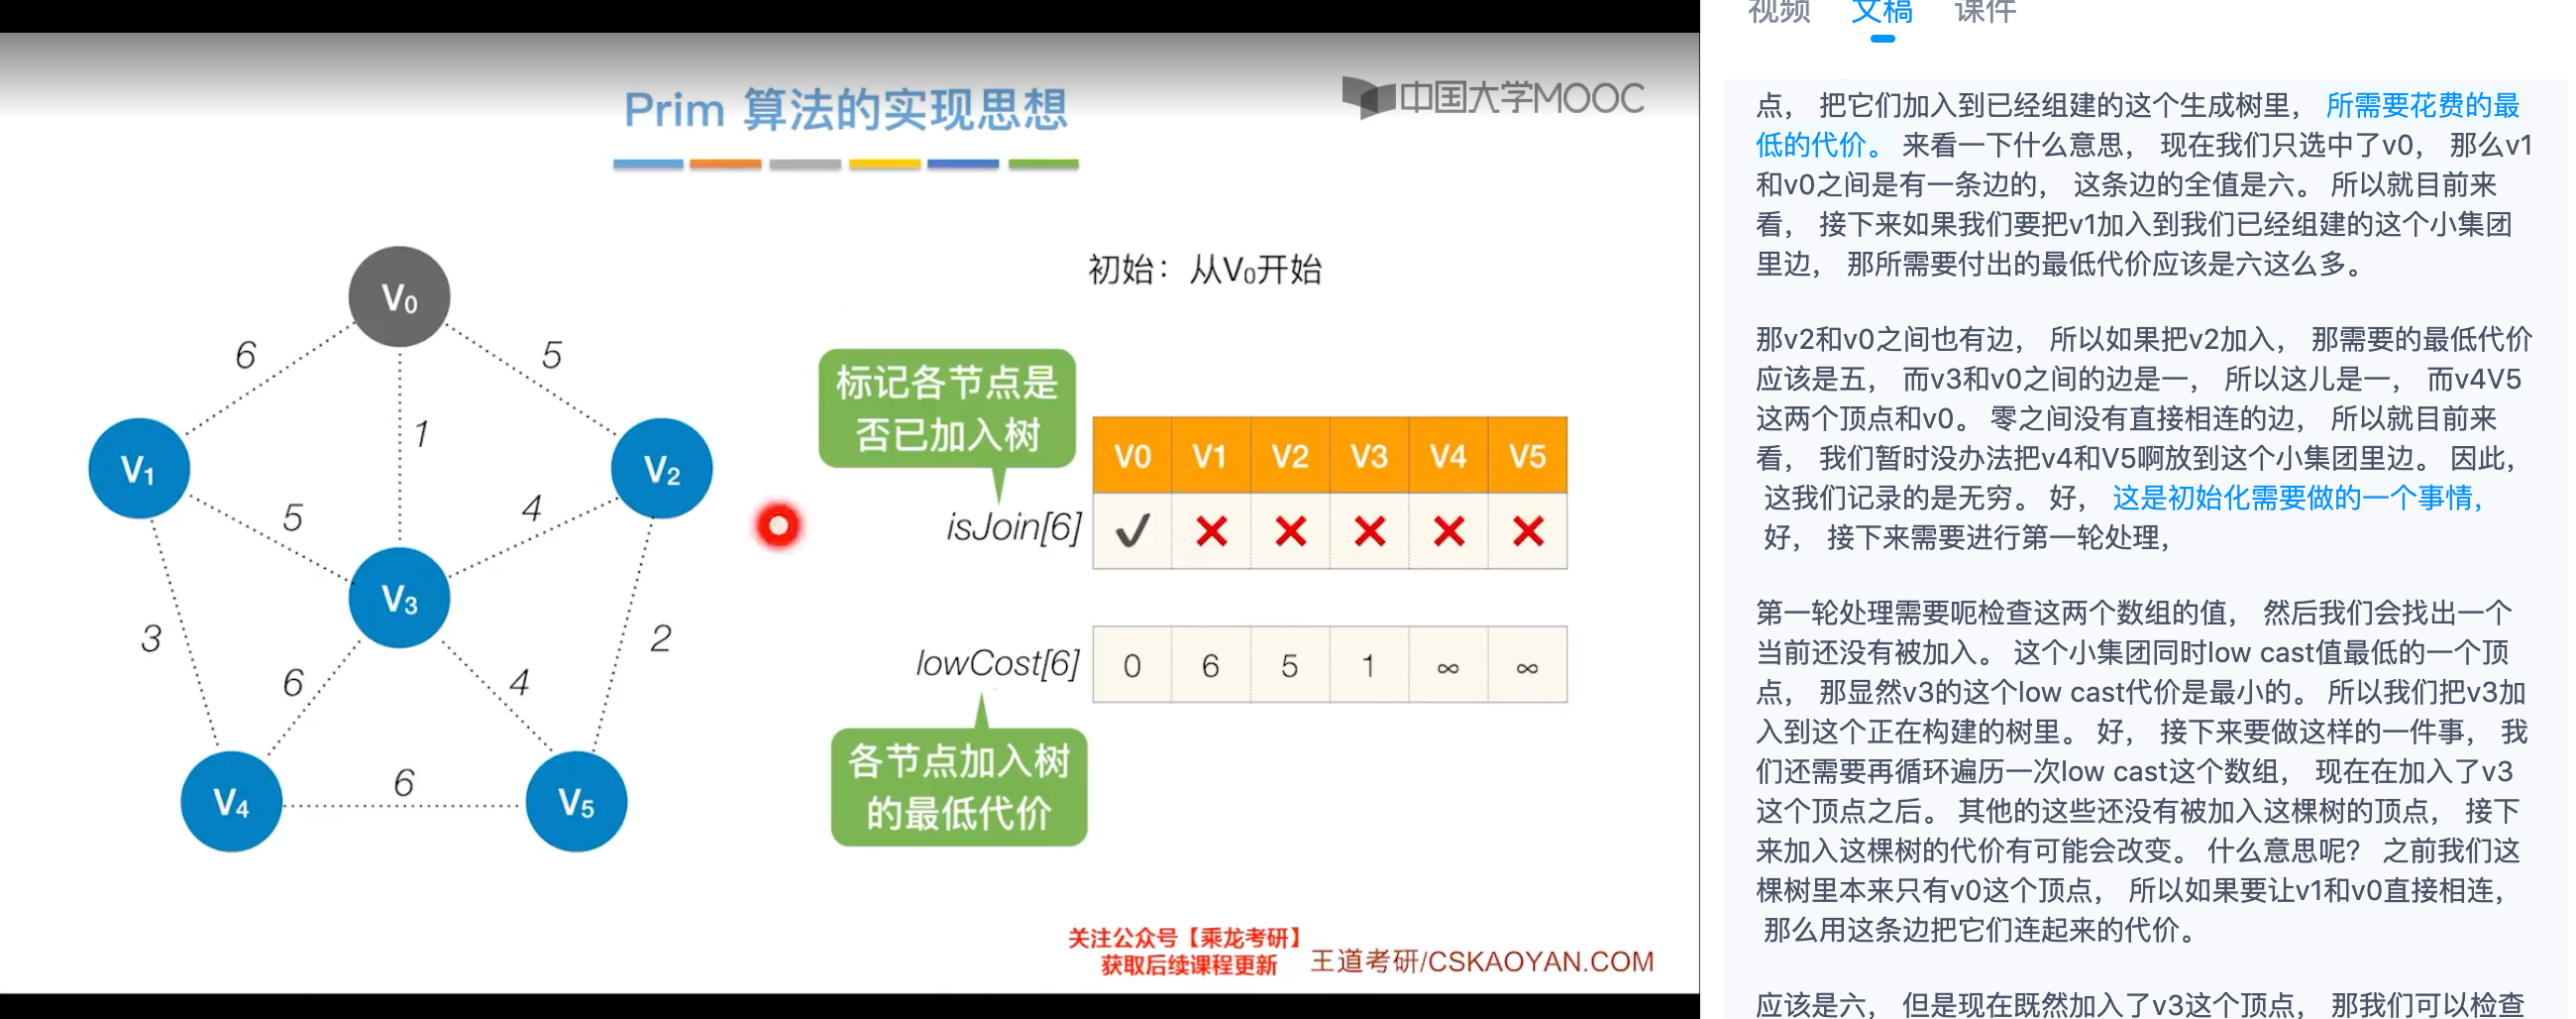 Prim 算法的实现思想
中国大学MOOC
初始：从V₀开始
V₀
6
5
1
V₁
V₂
5
4
V₃
3
2
6
4
V₄
6
V₅
标记各节点是
否已加入树
V0 V1 V2 V3 V4 V5
isJoin[6] ✓ ✕ ✕ ✕ ✕ ✕
lowCost[6] 0 6 5 1 ∞ ∞
各节点加入树
的最低代价
关注公众号【乘龙考研】
获取后续课程更新
王道考研/CSKAOYAN.COM
视频 文稿 课件
点， 把它们加入到已经组建的这个生成树里， 所需要花费的最
低的代价。 来看一下什么意思， 现在我们只选中了v0， 那么v1
和v0之间是有一条边的， 这条边的全值是六。 所以就目前来
看， 接下来如果我们要把v1加入到我们已经组建的这个小集团
里边， 那所需要付出的最低代价应该是六这么多。
那v2和v0之间也有边， 所以如果把v2加入， 那需要的最低代价
应该是五， 而v3和v0之间的边是一， 所以这儿是一， 而v4V5
这两个顶点和v0。 零之间没有直接相连的边， 所以就目前来
看， 我们暂时没办法把v4和V5啊放到这个小集团里边。 因此，
这我们记录的是无穷。 好， 这是初始化需要做的一个事情，
好， 接下来需要进行第一轮处理，
第一轮处理需要呃检查这两个数组的值， 然后我们会找出一个
当前还没有被加入。 这个小集团同时low cast值最低的一个顶
点， 那显然v3的这个low cast代价是最小的。 所以我们把v3加
入到这个正在构建的树里。 好， 接下来要做这样的一件事， 我
们还需要再循环遍历一次low cast这个数组， 现在在加入了v3
这个顶点之后。 其他的这些还没有被加入这棵树的顶点， 接下
来加入这棵树的代价有可能会改变。 什么意思呢？ 之前我们这
棵树里本来只有v0这个顶点， 所以如果要让v1和v0直接相连，
那么用这条边把它们连起来的代价。
应该是六， 但是现在既然加入了v3这个顶点， 那我们可以检查